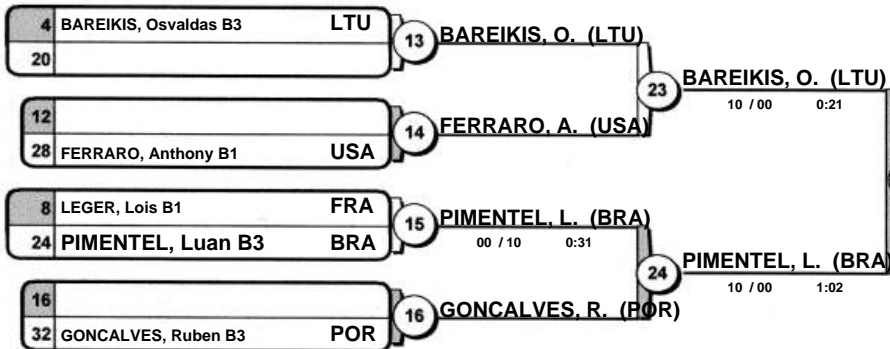 4 BAREIKIS, Osvaldas B3 LTU
20
13 BAREIKIS, O. (LTU)
12
28 FERRARO, Anthony B1 USA
14 FERRARO, A. (USA)
23 BAREIKIS, O. (LTU)
10 / 00 0:21
8 LEGER, Lois B1 FRA
24 PIMENTEL, Luan B3 BRA
15 PIMENTEL, L. (BRA)
00 / 10 0:31
16
32 GONCALVES, Ruben B3 POR
16 GONCALVES, R. (POR)
24 PIMENTEL, L. (BRA)
10 / 00 1:02